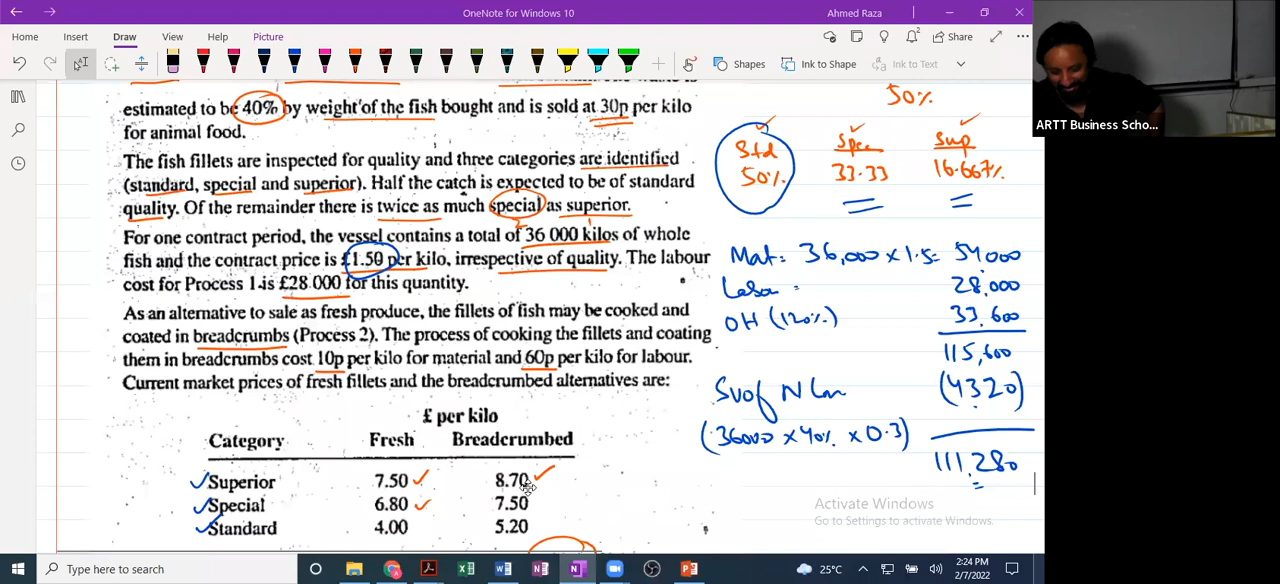 OneNote for Windows 10
Ahmed Raza
Home Insert Draw View Help Picture
Share
Shapes Ink to Shape Ink to Text
estimated to be 40% by weight of the fish bought and is sold at 30p per kilo
for animal food.
The fish fillets are inspected for quality and three categories are identified
(standard, special and superior). Half the catch is expected to be of standard
quality. Of the remainder there is twice as much special as superior.
For one contract period, the vessel contains a total of 36 000 kilos of whole
fish and the contract price is £1.50 per kilo, irrespective of quality. The labour
cost for Process 1 is £28 000 for this quantity.
As an alternative to sale as fresh produce, the fillets of fish may be cooked and
coated in breadcrumbs (Process 2). The process of cooking the fillets and coating
them in breadcrumbs cost 10p per kilo for material and 60p per kilo for labour.
Current market prices of fresh fillets and the breadcrumbed alternatives are:
£ per kilo
Category Fresh Breadcrumbed
Superior 7.50 8.70
Special 6.80 7.50
Standard 4.00 5.20
2 1
50%
Std Spec Sup
50% 33.33 16.667%
Mat = 36,000 × 1.5 = 54,000
28,000
OH (120%) 33,600
115,600
SV of N Loss (4320)
(36000 × 40% × 0.3)
111,280
Activate Windows
Go to Settings to activate Windows.
ARTT Business Scho...
Type here to search
25°C
2:24 PM
2/7/2022